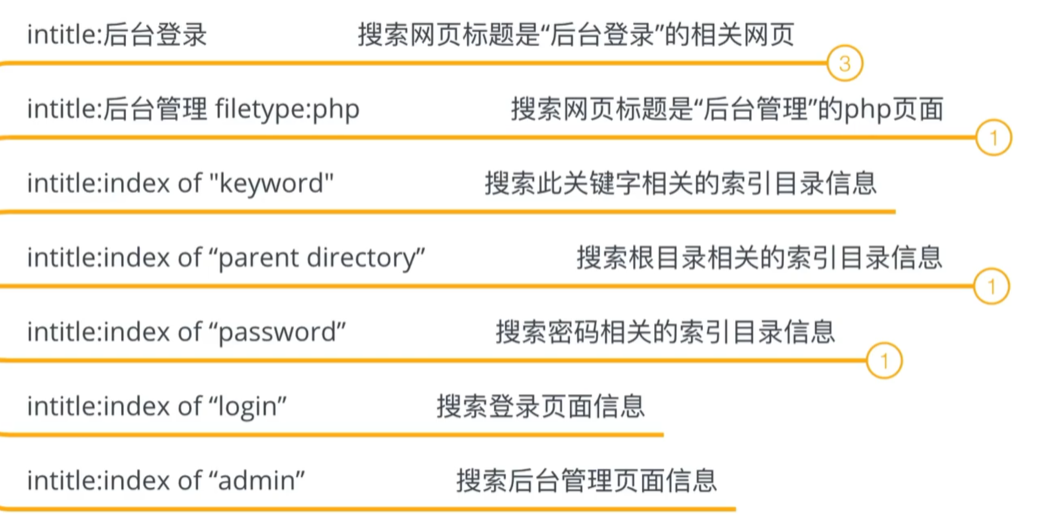 intitle:后台登录 搜索网页标题是“后台登录”的相关网页
3
intitle:后台管理 filetype:php 搜索网页标题是“后台管理”的php页面
1
intitle:index of "keyword" 搜索此关键字相关的索引目录信息
intitle:index of “parent directory” 搜索根目录相关的索引目录信息
1
intitle:index of “password” 搜索密码相关的索引目录信息
1
intitle:index of “login” 搜索登录页面信息
intitle:index of “admin” 搜索后台管理页面信息